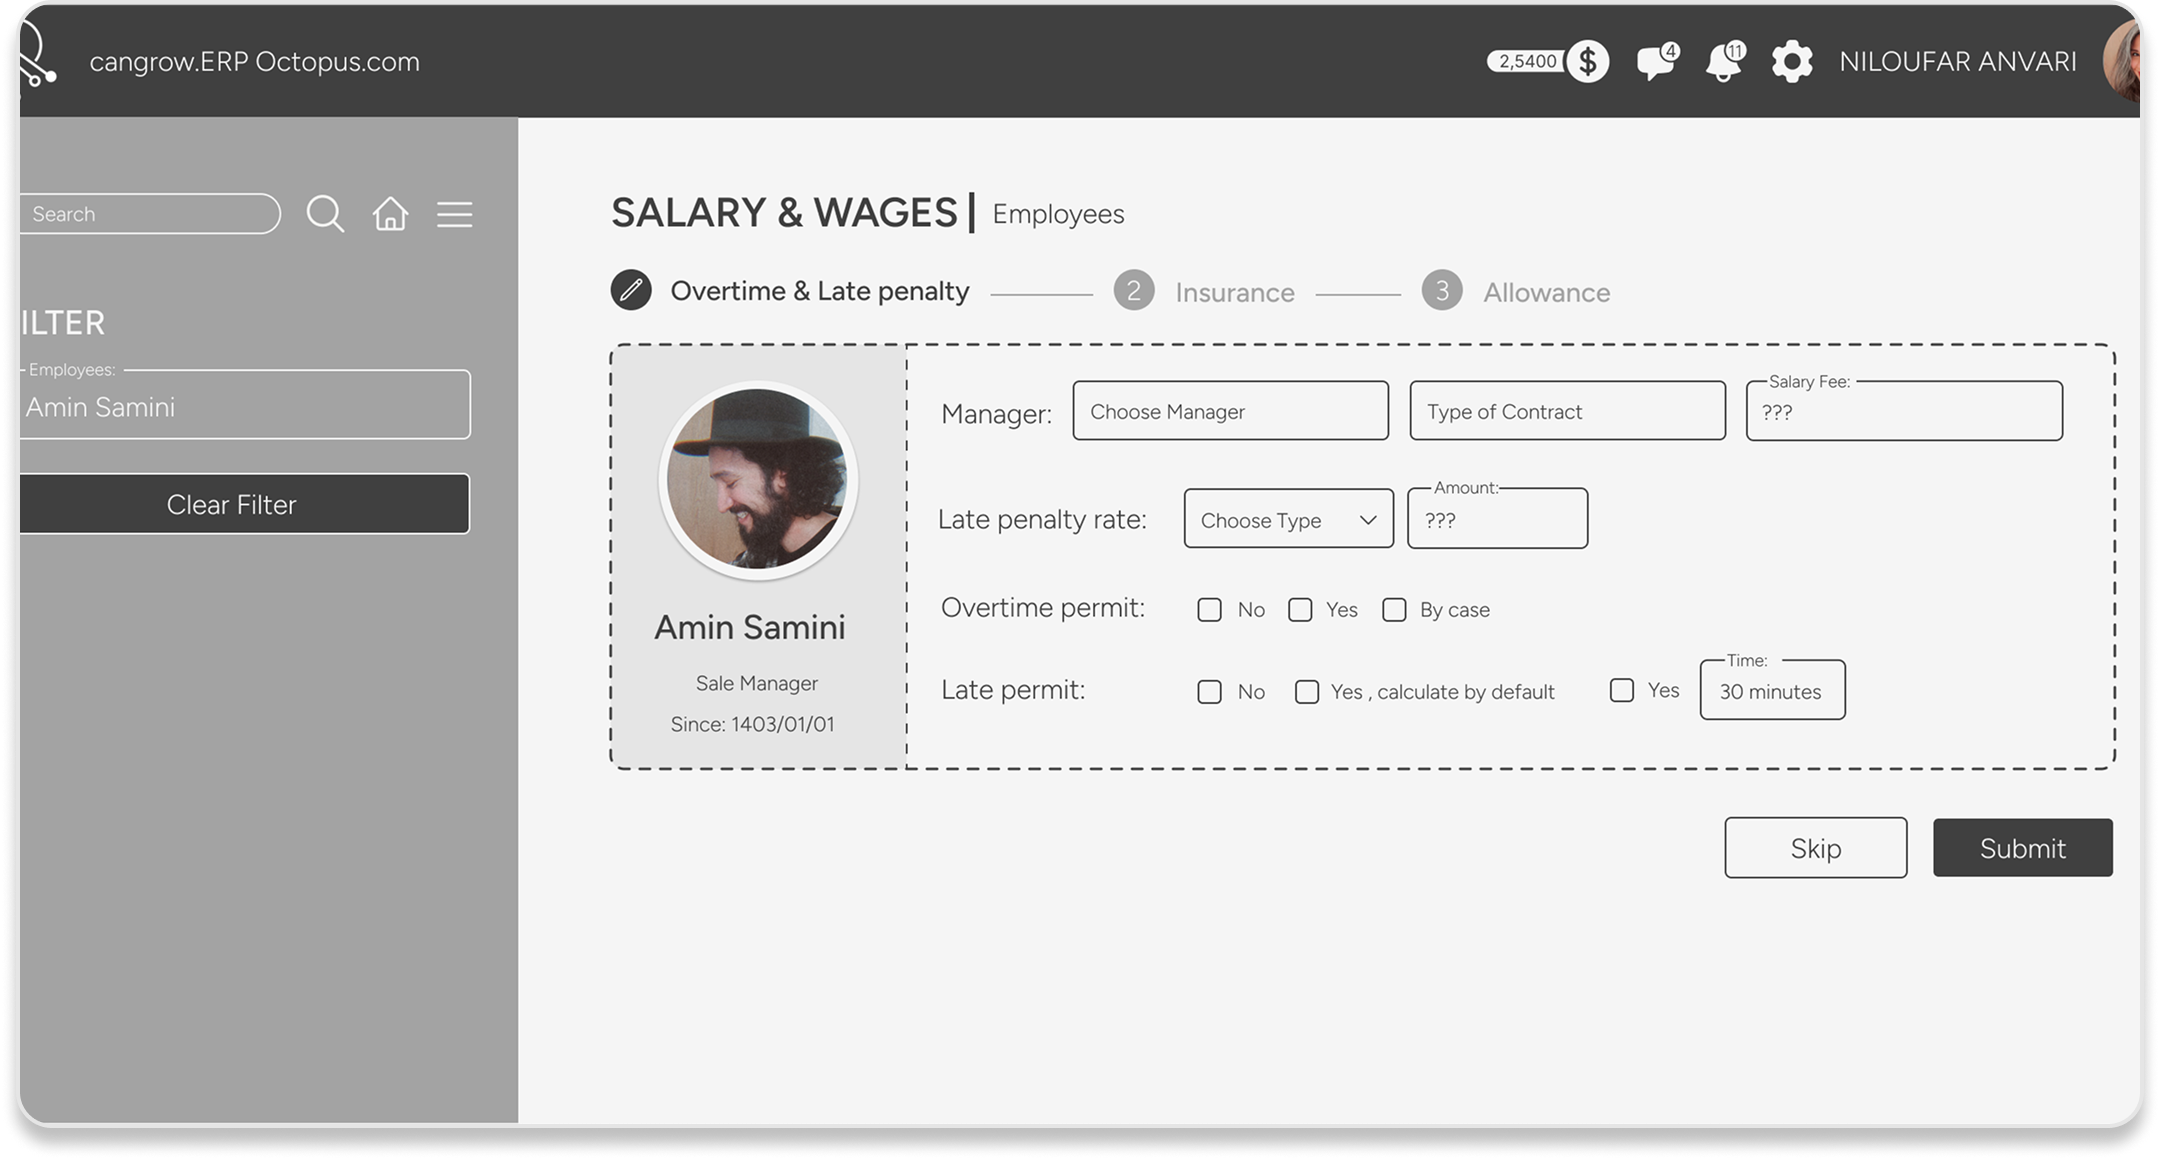 cangrow.ERP Octopus.com
2,5400 $ 4 11 NILOUFAR ANVARI
Search
ILTER
Employees:
Amin Samini
Clear Filter
SALARY & WAGES | Employees
Overtime & Late penalty 2 Insurance 3 Allowance
Amin Samini
Sale Manager
Since: 1403/01/01
Manager: Choose Manager Type of Contract Salary Fee: ???
Late penalty rate: Choose Type Amount: ???
Overtime permit: No Yes By case
Late permit: No Yes , calculate by default Yes Time: 30 minutes
Skip Submit